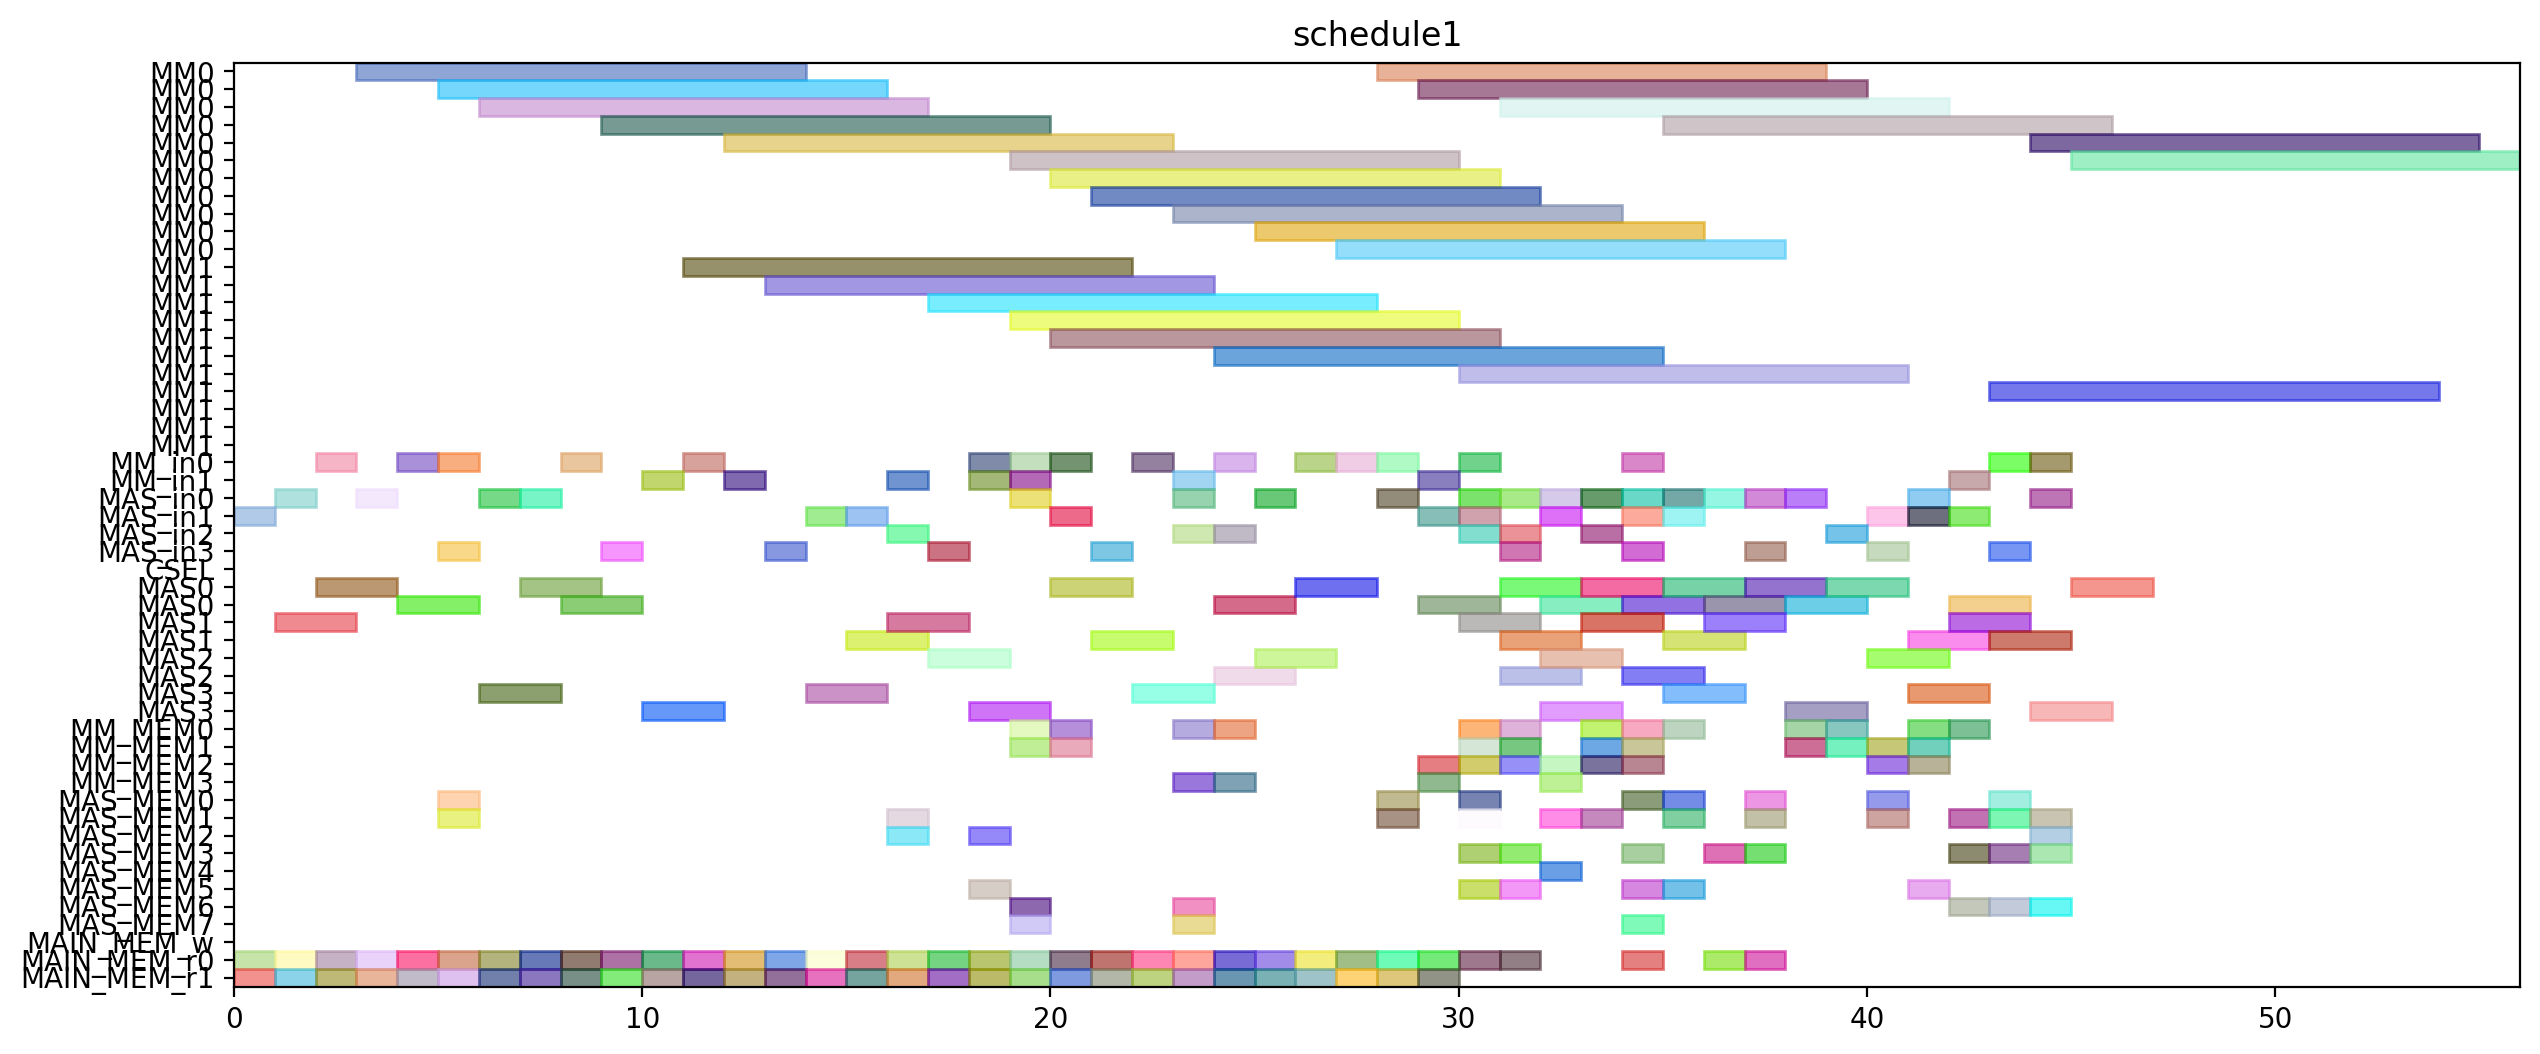 schedule1
MM0
MM0
MM0
MM0
MM0
MM0
MM0
MM0
MM0
MM0
MM0
MM1
MM1
MM1
MM1
MM1
MM1
MM1
MM1
MM1
MM1
MM1
MM_in0
MM_in1
MAS_in0
MAS_in1
MAS_in2
MAS_in3
CSEL
MAS0
MAS0
MAS1
MAS1
MAS2
MAS2
MAS3
MAS3
MM_MEM0
MM_MEM1
MM_MEM2
MM_MEM3
MAS_MEM0
MAS_MEM1
MAS_MEM2
MAS_MEM3
MAS_MEM4
MAS_MEM5
MAS_MEM6
MAS_MEM7
MAIN_MEM_w
MAIN_MEM_r0
MAIN_MEM_r1
0 10 20 30 40 50